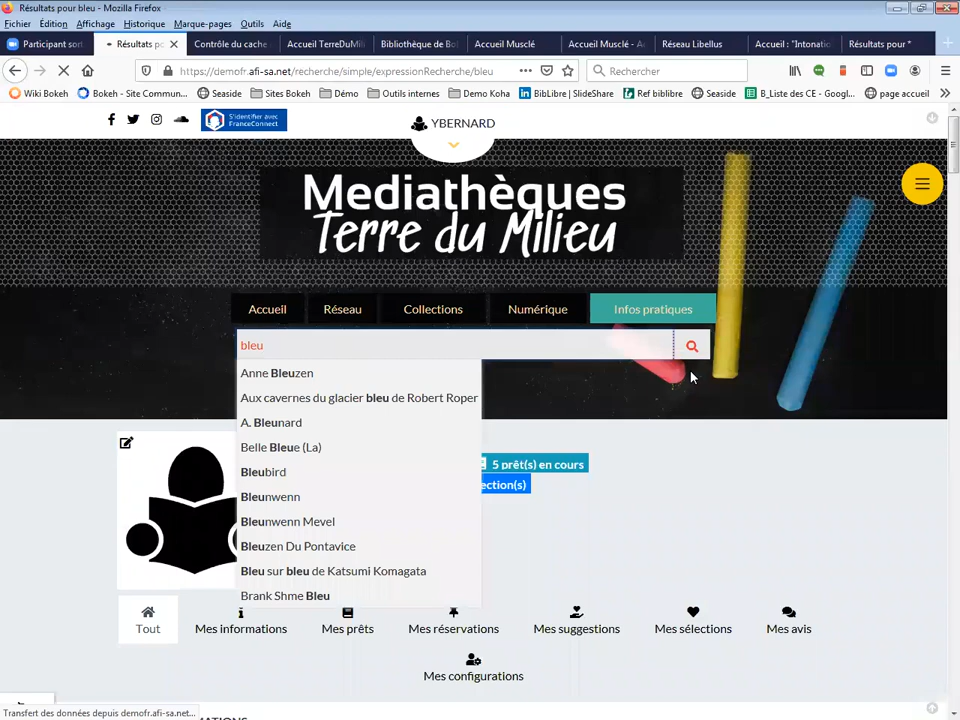 Résultats pour bleu - Mozilla Firefox
Fichier Édition Affichage Historique Marque-pages Outils Aide
Participant sort
Résultats po
Contrôle du cache
Accueil TerreDuMili
Bibliothèque de Bo
Accueil Musclé
Accueil Musclé - Ac
Réseau Libellus
Accueil : "Intonatio
Résultats pour *
https://demofr.afi-sa.net/recherche/simple/expressionRecherche/bleu
Rechercher
Wiki Bokeh Bokeh - Site Commun... Seaside Sites Bokeh Démo Outils internes Demo Koha BibLibre | SlideShare Ref biblibre Seaside B_Liste des CE - Googl... page accueil
S'identifier avec
FranceConnect
YBERNARD
Mediathèques
Terre du Milieu
Accueil Réseau Collections Numérique Infos pratiques
bleu
Anne Bleuzen
Aux cavernes du glacier bleu de Robert Roper
A. Bleunard
Belle Bleue (La)
Bleubird
Bleunwenn
Bleunwenn Mevel
Bleuzen Du Pontavice
Bleu sur bleu de Katsumi Komagata
Brank Shme Bleu
5 prêt(s) en cours
ection(s)
Tout
Mes informations
Mes prêts
Mes réservations
Mes suggestions
Mes sélections
Mes avis
Mes configurations
Transfert des données depuis demofr.afi-sa.net...